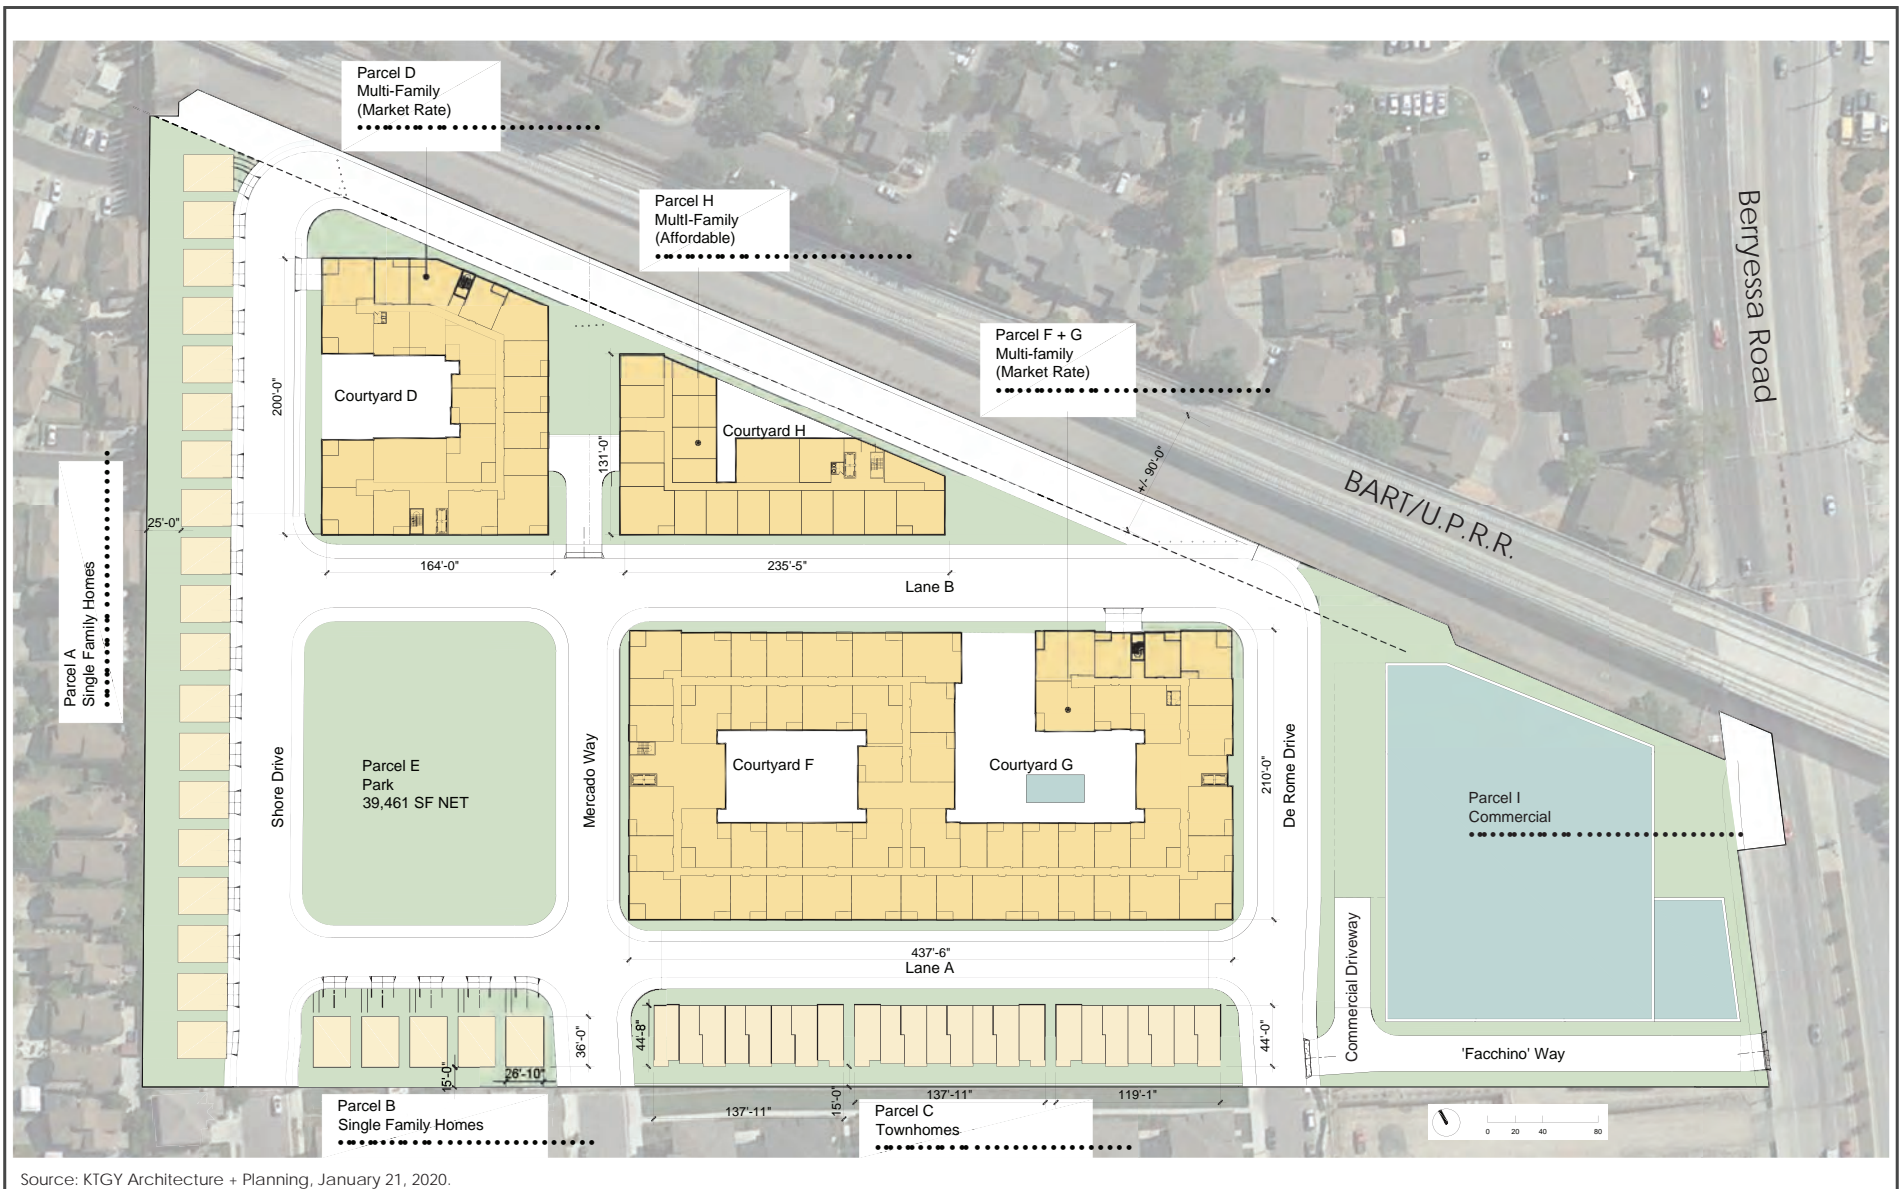 Parcel D
Multi-Family
(Market Rate)
Parcel H
MultI-Family
(Affordable)
Parcel F + G
Multi-family
(Market Rate)
Berryessa Road
BART/U.P.R.R.
+/- 90'-0"
Courtyard D
200'-0"
Courtyard H
131'-0"
25'-0"
164'-0"
235'-5"
Lane B
Parcel A
Single Family Homes
Shore Drive
Parcel E
Park
39,461 SF NET
Mercado Way
Courtyard F
Courtyard G
210'-0"
De Rome Drive
Parcel I
Commercial
437'-6"
Lane A
Commercial Driveway
'Facchino' Way
36'-0"
44'-8"
44'-0"
15'-0"
26'-10"
137'-11"
15'-0"
137'-11"
119'-1"
Parcel B
Single Family Homes
Parcel C
Townhomes
0 20 40 80
Source: KTGY Architecture + Planning, January 21, 2020.